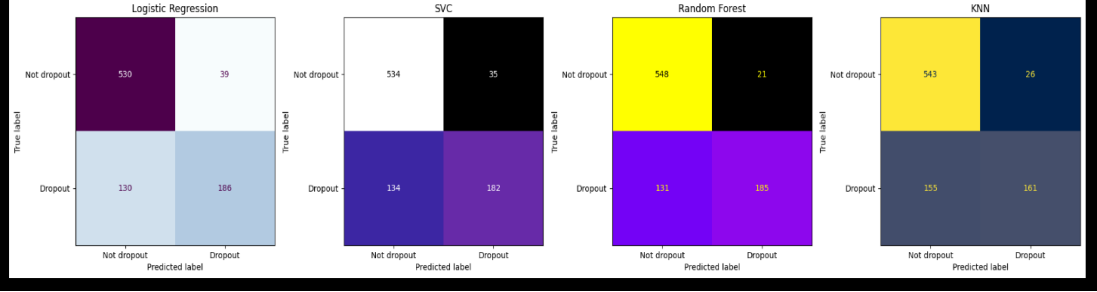 Logistic Regression
True label
Not dropout
530
39
Dropout
130
186
Not dropout
Dropout
Predicted label
SVC
True label
Not dropout
534
35
Dropout
134
182
Not dropout
Dropout
Predicted label
Random Forest
True label
Not dropout
548
21
Dropout
131
185
Not dropout
Dropout
Predicted label
KNN
True label
Not dropout
543
26
Dropout
155
161
Not dropout
Dropout
Predicted label